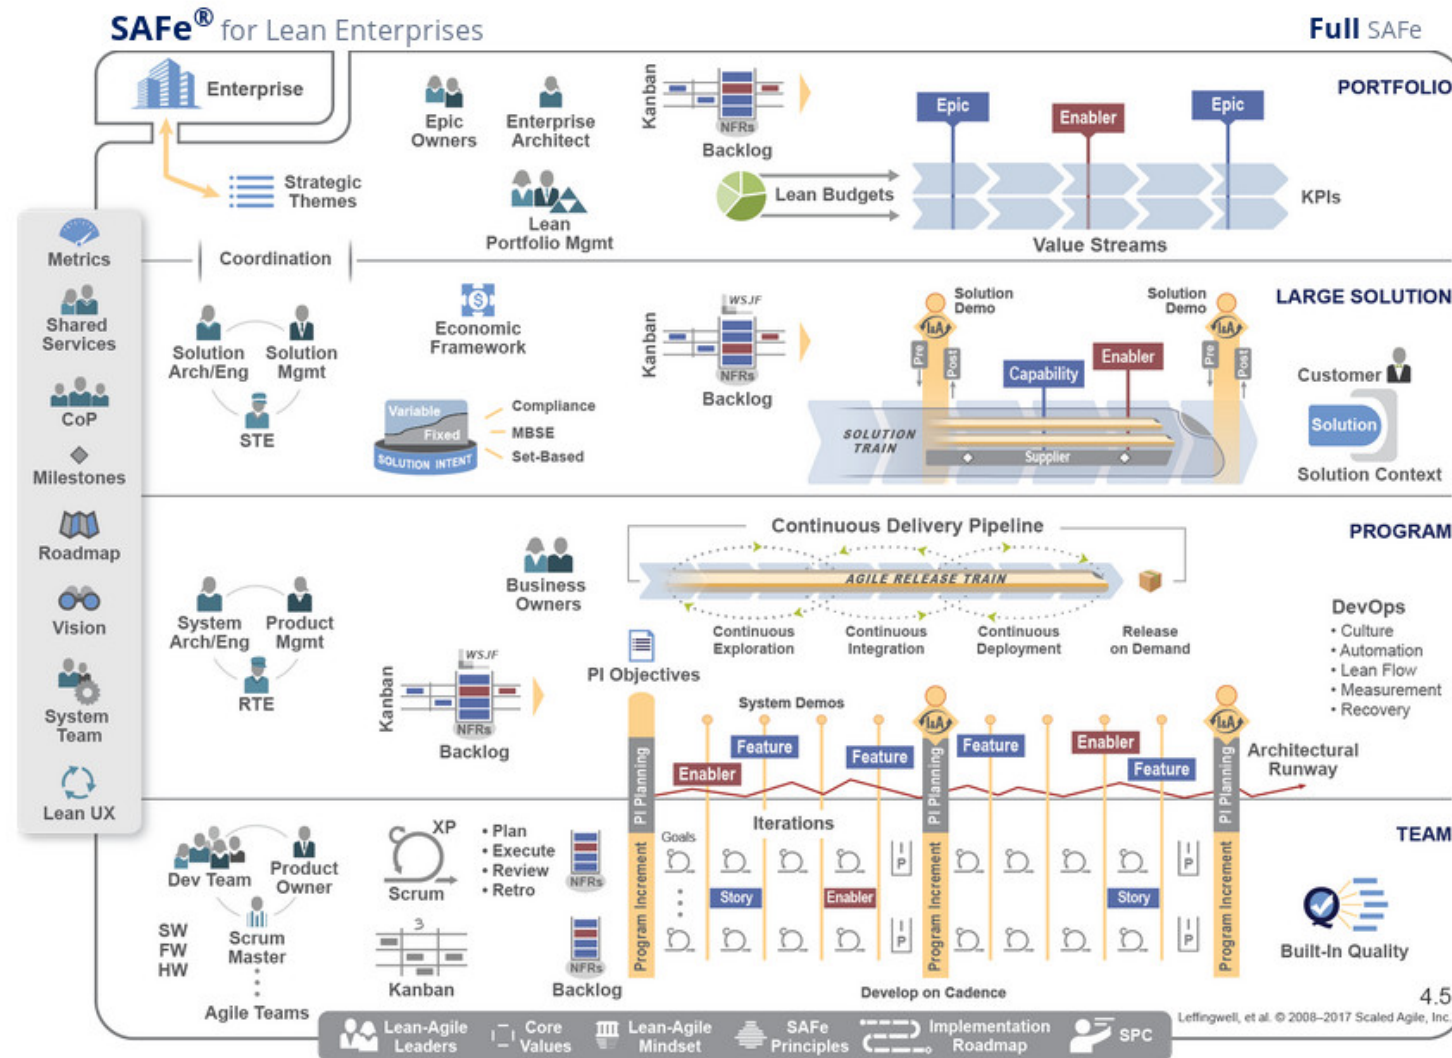 SAFe® for Lean Enterprises
Full SAFe
Enterprise
PORTFOLIO
Epic
Owners
Enterprise
Architect
Kanban
NFRs
Backlog
Epic
Enabler
Epic
Strategic
Themes
Lean
Portfolio Mgmt
Lean Budgets
KPIs
Value Streams
Metrics
Shared
Services
CoP
Milestones
Roadmap
Vision
System
Team
Lean UX
Coordination
LARGE SOLUTION
Solution
Arch/Eng
Solution
Mgmt
STE
Economic
Framework
Variable
Fixed
SOLUTION INTENT
Compliance
MBSE
Set-Based
Kanban
WSJF
NFRs
Backlog
Solution
Demo
Solution
Demo
I&A
I&A
Pre
Post
Pre
Post
Capability
Enabler
SOLUTION
TRAIN
Supplier
Customer
Solution
Solution Context
PROGRAM
Continuous Delivery Pipeline
AGILE RELEASE TRAIN
Business
Owners
Continuous
Exploration
Continuous
Integration
Continuous
Deployment
Release
on Demand
System
Arch/Eng
Product
Mgmt
RTE
Kanban
WSJF
NFRs
Backlog
PI Objectives
DevOps
• Culture
• Automation
• Lean Flow
• Measurement
• Recovery
System Demos
I&A
I&A
Enabler
Feature
Feature
Feature
Enabler
Feature
Architectural
Runway
PI Planning
PI Planning
PI Planning
TEAM
Dev Team
Product
Owner
Scrum
Master
SW
FW
HW
Agile Teams
XP
Scrum
• Plan
• Execute
• Review
• Retro
NFRs
3
Kanban
NFRs
Backlog
Program Increment
Program Increment
Program Increment
Goals
Iterations
Story
Enabler
Story
I
P
I
P
I
P
I
P
Develop on Cadence
Built-In Quality
4.5
Leffingwell, et al. © 2008–2017 Scaled Agile, Inc.
Lean-Agile
Leaders
Core
Values
Lean-Agile
Mindset
SAFe
Principles
Implementation
Roadmap
SPC